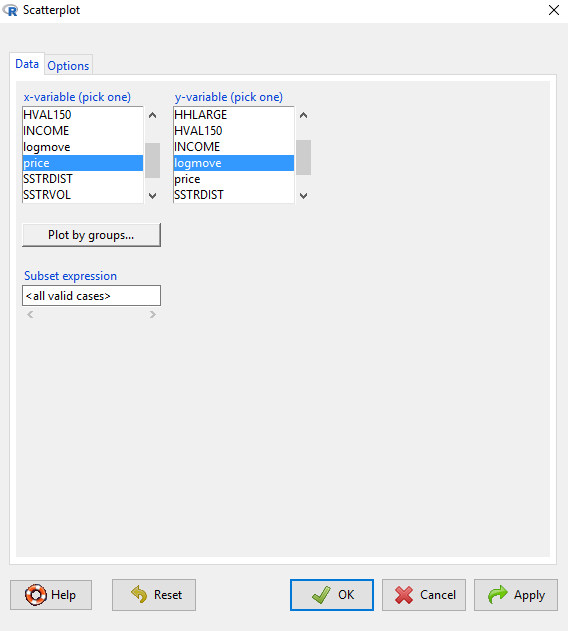 Scatterplot
Data Options
x-variable (pick one) y-variable (pick one)
HVAL150 HHLARGE
INCOME HVAL150
logmove INCOME
price logmove
SSTRDIST price
SSTRVOL SSTRDIST
Plot by groups...
Subset expression
<all valid cases>
Help Reset OK Cancel Apply